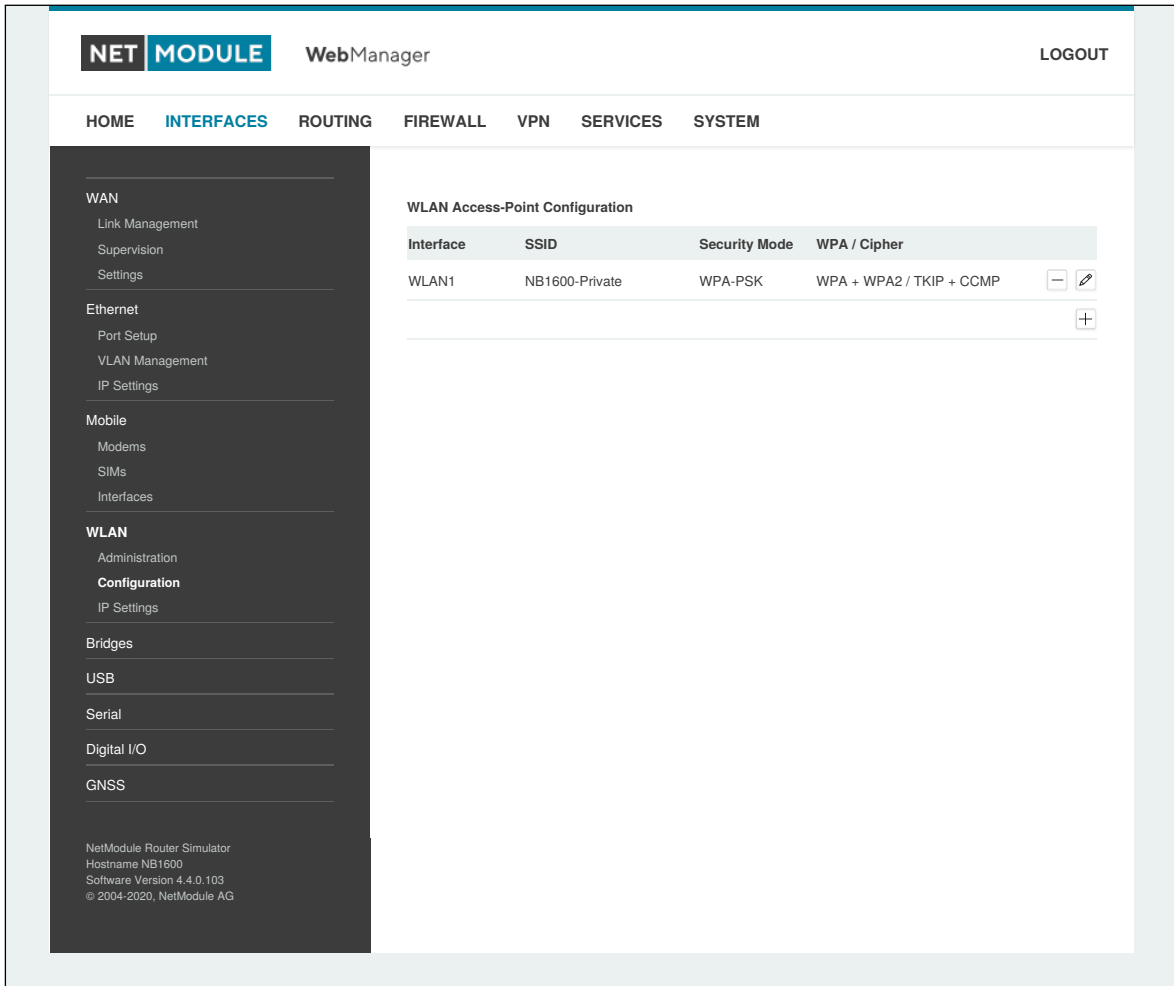 NET MODULE WebManager LOGOUT
HOME INTERFACES ROUTING FIREWALL VPN SERVICES SYSTEM
WAN
Link Management
Supervision
Settings
Ethernet
Port Setup
VLAN Management
IP Settings
Mobile
Modems
SIMs
Interfaces
WLAN
Administration
Configuration
IP Settings
Bridges
USB
Serial
Digital I/O
GNSS
NetModule Router Simulator
Hostname NB1600
Software Version 4.4.0.103
© 2004-2020, NetModule AG
WLAN Access-Point Configuration
Interface SSID Security Mode WPA / Cipher
WLAN1 NB1600-Private WPA-PSK WPA + WPA2 / TKIP + CCMP